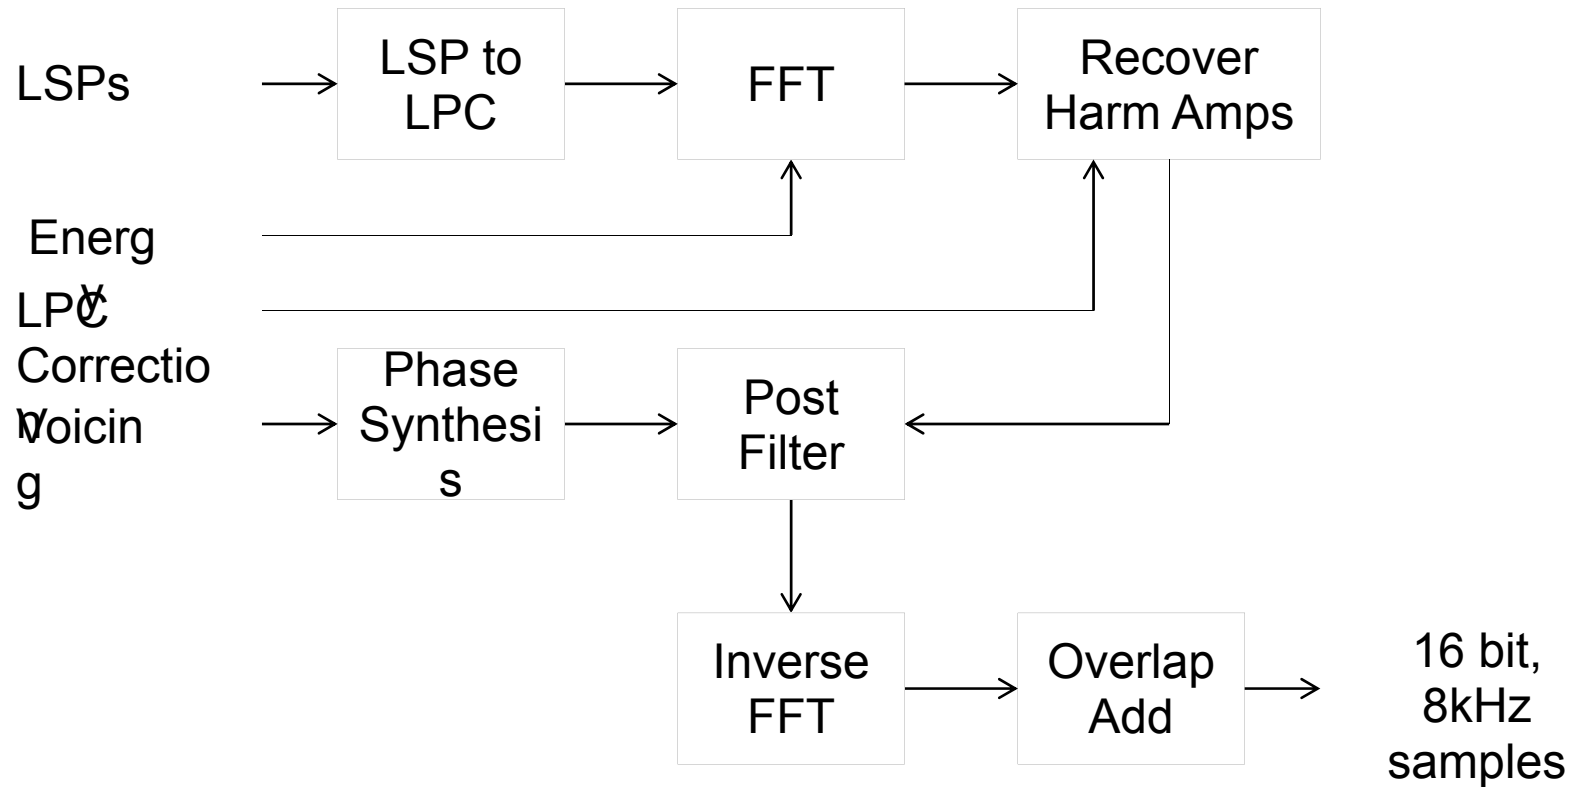 LSPs
LSP to
LPC
FFT
Recover
Harm Amps
Energ
y
LPC
Correctio
n
Voicin
g
Phase
Synthesi
s
Post
Filter
Inverse
FFT
Overlap
Add
16 bit,
8kHz
samples